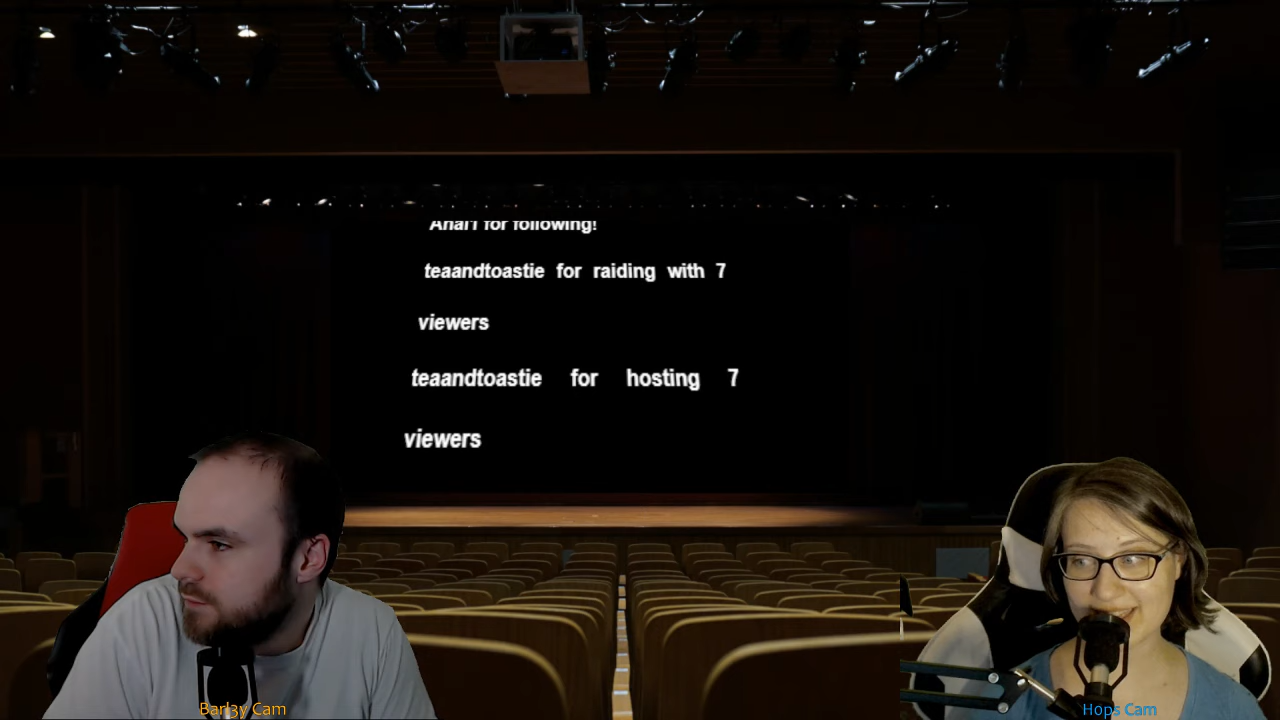 for following!
teaandtoastie for raiding with 7
viewers
teaandtoastie for hosting 7
viewers
Barl3y Cam
Hops Cam